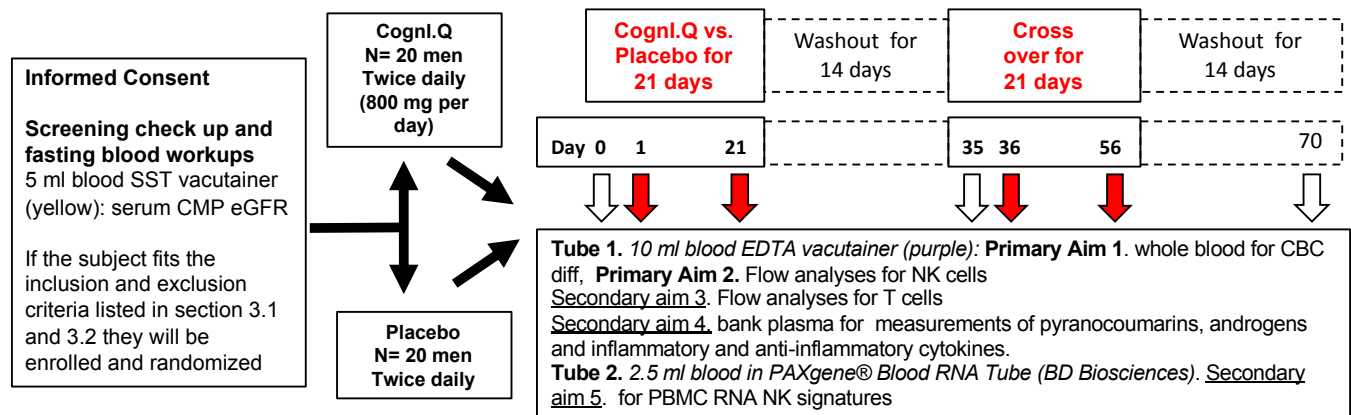 Informed Consent
Screening check up and
fasting blood workups
5 ml blood SST vacutainer
(yellow): serum CMP eGFR
If the subject fits the
inclusion and exclusion
criteria listed in section 3.1
and 3.2 they will be
enrolled and randomized
CognI.Q
N= 20 men
Twice daily
(800 mg per
day)
Placebo
N= 20 men
Twice daily
CognI.Q vs.
Placebo for
21 days
Washout for
14 days
Cross
over for
21 days
Washout for
14 days
Day 0 1 21 35 36 56 70
Tube 1. 10 ml blood EDTA vacutainer (purple): Primary Aim 1. whole blood for CBC
diff, Primary Aim 2. Flow analyses for NK cells
Secondary aim 3. Flow analyses for T cells
Secondary aim 4. bank plasma for measurements of pyranocoumarins, androgens
and inflammatory and anti-inflammatory cytokines.
Tube 2. 2.5 ml blood in PAXgene® Blood RNA Tube (BD Biosciences). Secondary
aim 5. for PBMC RNA NK signatures